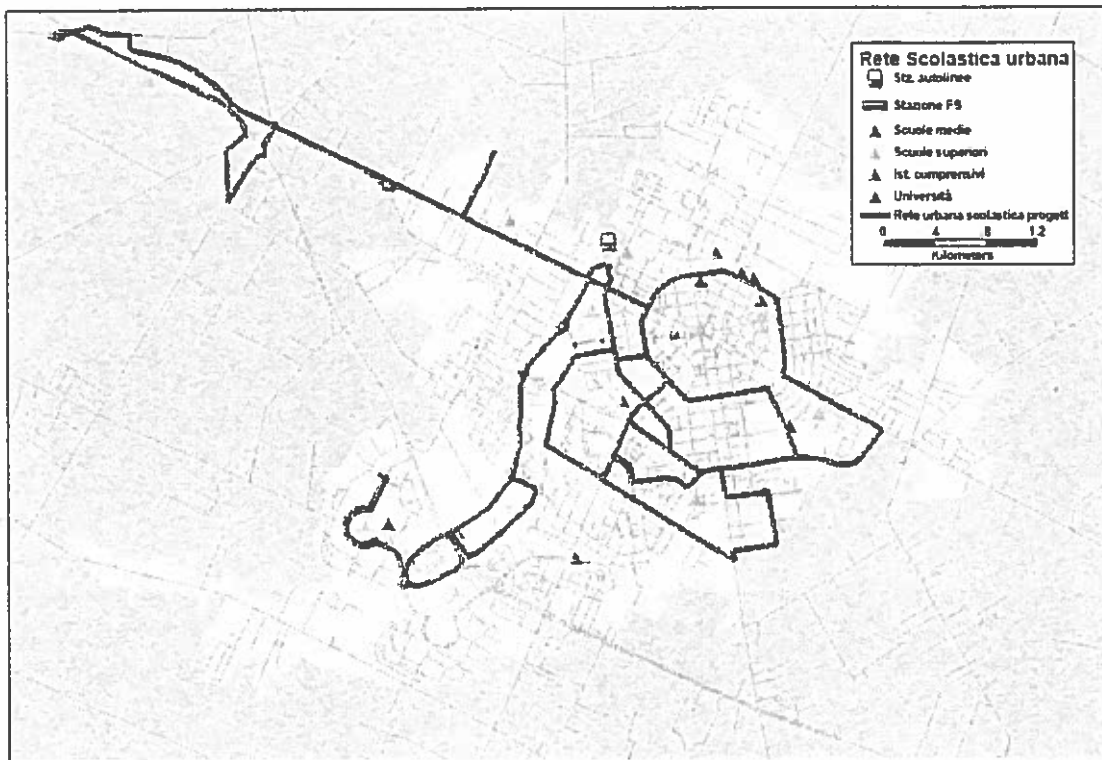 Rete Scolastica urbana
Staz. autolinee
Stazione FS
Scuole medie
Scuole superiori
Ist. comprensivi
Università
Rete urbana scolastica progett
0 .4 .8 1.2
Kilometers